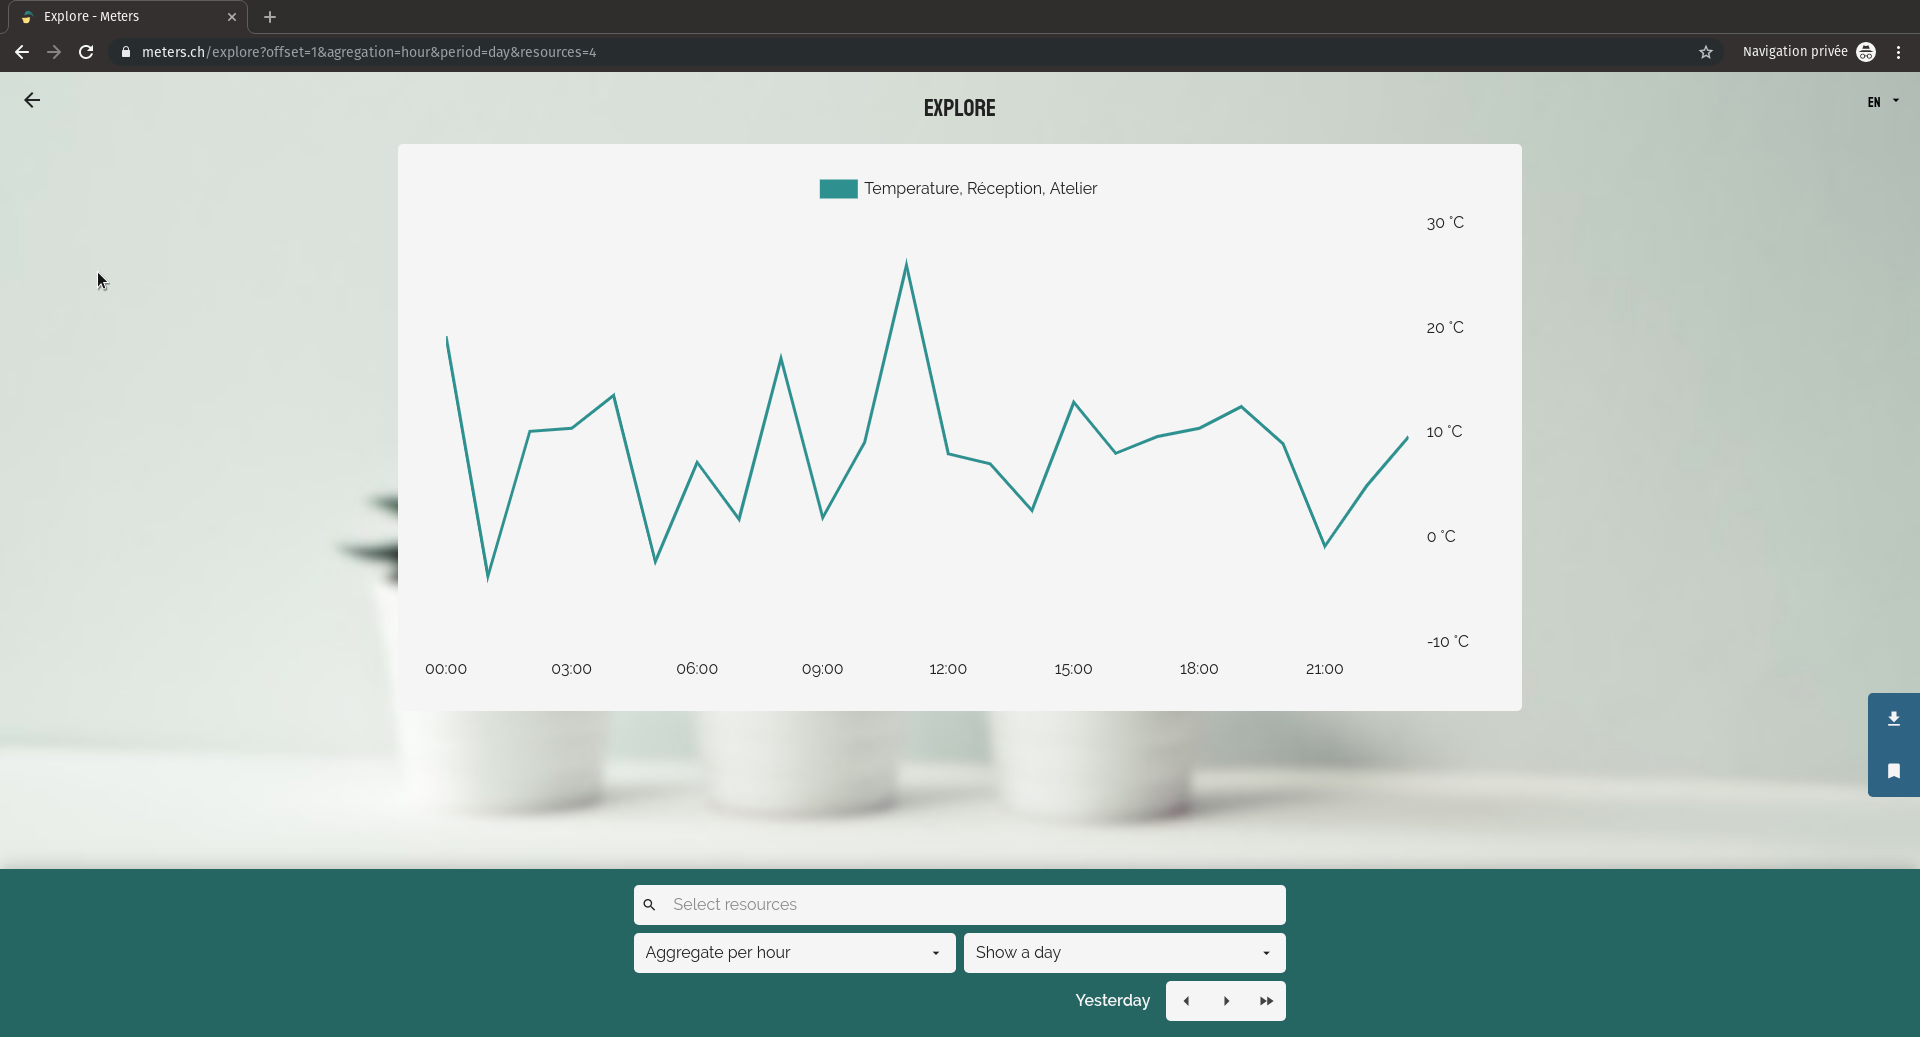 Explore - Meters
meters.ch/explore?offset=1&agregation=hour&period=day&resources=4
Navigation privée
EXPLORE
EN
Temperature, Réception, Atelier
30 °C
20 °C
10 °C
0 °C
-10 °C
00:00 03:00 06:00 09:00 12:00 15:00 18:00 21:00
Select resources
Aggregate per hour
Show a day
Yesterday